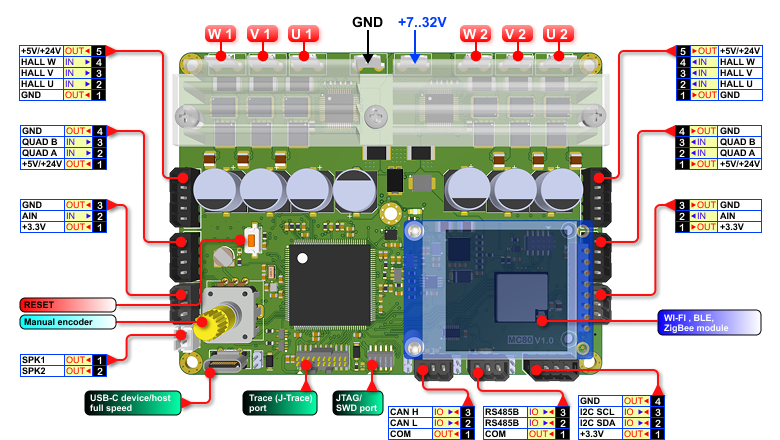 W 1 V 1 U 1 GND +7..32V W 2 V 2 U 2
+5V/+24V OUT 5
HALL W IN 4
HALL V IN 3
HALL U IN 2
GND OUT 1
5 OUT +5V/+24V
4 IN HALL W
3 IN HALL V
2 IN HALL U
1 OUT GND
GND OUT 4
QUAD B IN 3
QUAD A IN 2
+5V/+24V OUT 1
4 OUT GND
3 IN QUAD B
2 IN QUAD A
1 OUT +5V/+24V
GND OUT 3
AIN IN 2
+3.3V OUT 1
3 OUT GND
2 IN AIN
1 OUT +3.3V
RESET
Manual encoder
WI-FI , BLE,
ZigBee module
MC80 V1.0
SPK1 OUT 1
SPK2 OUT 2
USB-C device/host
full speed
Trace (J-Trace)
port
JTAG/
SWD port
CAN H IO 3
CAN L IO 2
COM OUT 1
RS485B IO 3
RS485B IO 2
COM OUT 1
GND OUT 4
I2C SCL IO 3
I2C SDA IO 2
+3.3V OUT 1